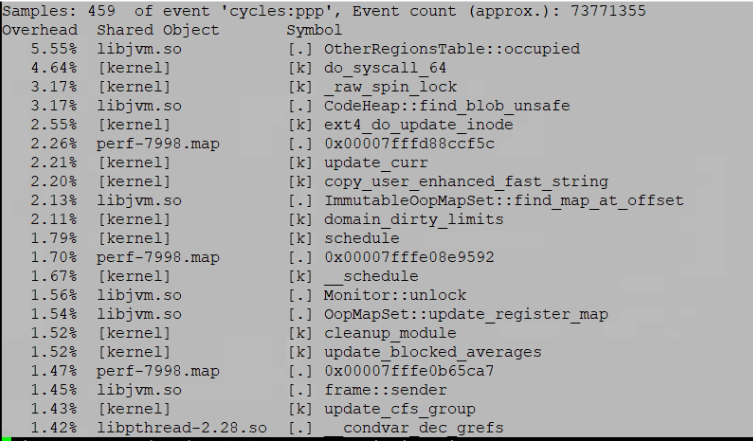 Samples: 459  of event 'cycles:ppp', Event count (approx.): 73771355
Overhead  Shared Object       Symbol
   5.55%  libjvm.so           [.] OtherRegionsTable::occupied
   4.64%  [kernel]            [k] do_syscall_64
   3.17%  [kernel]            [k] _raw_spin_lock
   3.17%  libjvm.so           [.] CodeHeap::find_blob_unsafe
   2.55%  [kernel]            [k] ext4_do_update_inode
   2.26%  perf-7998.map       [.] 0x00007fffd88ccf5c
   2.21%  [kernel]            [k] update_curr
   2.20%  [kernel]            [k] copy_user_enhanced_fast_string
   2.13%  libjvm.so           [.] ImmutableOopMapSet::find_map_at_offset
   2.11%  [kernel]            [k] domain_dirty_limits
   1.79%  [kernel]            [k] schedule
   1.70%  perf-7998.map       [.] 0x00007fffe08e9592
   1.67%  [kernel]            [k] __schedule
   1.56%  libjvm.so           [.] Monitor::unlock
   1.54%  libjvm.so           [.] OopMapSet::update_register_map
   1.52%  [kernel]            [k] cleanup_module
   1.52%  [kernel]            [k] update_blocked_averages
   1.47%  perf-7998.map       [.] 0x00007fffe0b65ca7
   1.45%  libjvm.so           [.] frame::sender
   1.43%  [kernel]            [k] update_cfs_group
   1.42%  libpthread-2.28.so  [.] __condvar_dec_grefs